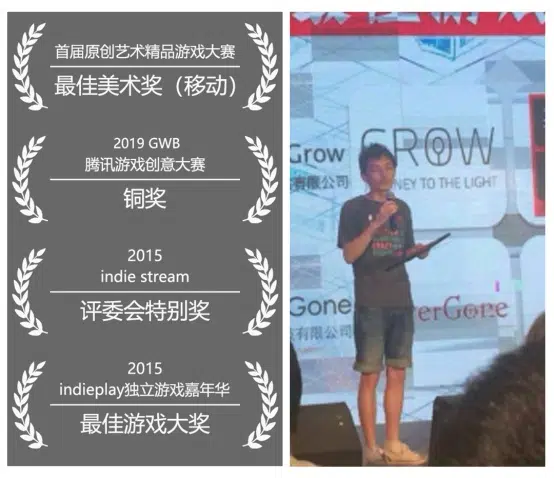 首届原创艺术精品游戏大赛
最佳美术奖（移动）
2019 GWB
腾讯游戏创意大赛
铜奖
2015
indie stream
评委会特别奖
2015
indieplay独立游戏嘉年华
最佳游戏大奖
Grow
有限公司
GROW
NEY TO THE LIGHT
Gone
有限公司
erGone